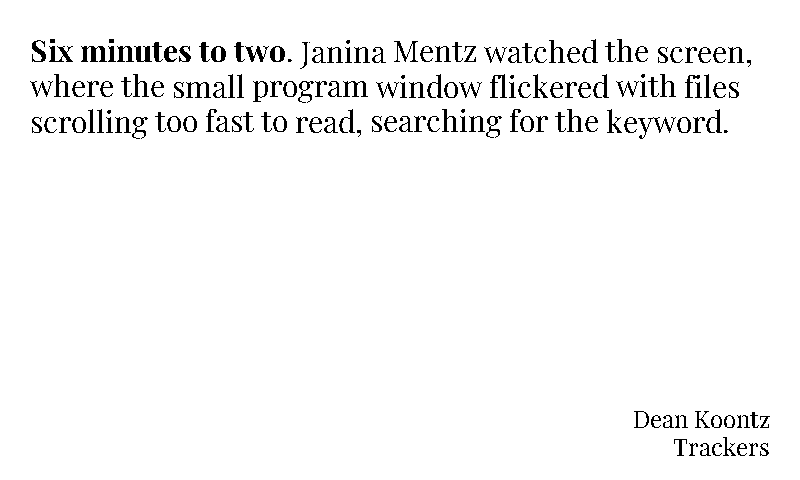 Six minutes to two. Janina Mentz watched the screen,
where the small program window flickered with files
scrolling too fast to read, searching for the keyword.
Dean Koontz
Trackers